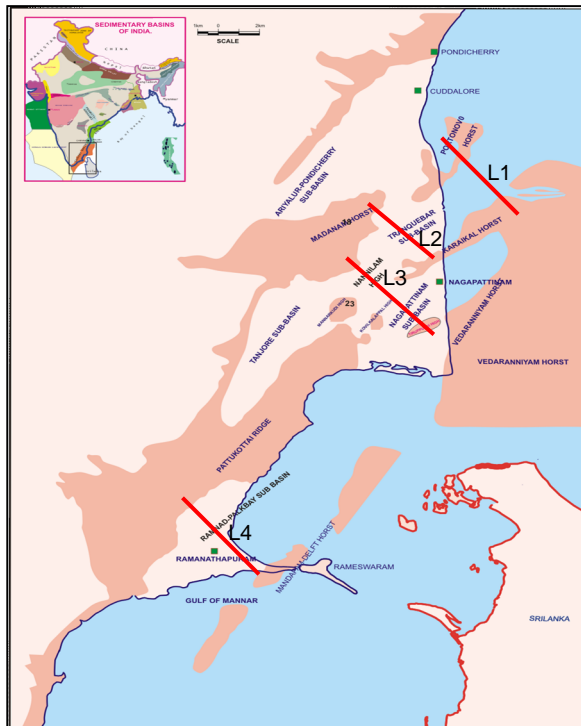 SEDIMENTARY BASINS
OF INDIA.
SCALE
PONDICHERRY
CUDDALORE
PORTONOVO
HORST
L1
ARIYALUR-PONDICHERRY
SUB-BASIN
MADANAM HORST
TRANQUEBAR
SUB-BASIN
L2
KARAIKAL HORST
NANNILAM
HIGH
L3
NAGAPATTINAM
NAGAPATTINAM
SUB-BASIN
VEDARANNIYAM HORST
23
TANJORE SUB-BASIN
VEDARANNIYAM HORST
PATTUKOTTAI RIDGE
RAMNAD-PALKBAY SUB BASIN
L4
RAMANATHAPURAM
MANDAPAM-DELFT HORST
RAMESWARAM
GULF OF MANNAR
SRILANKA